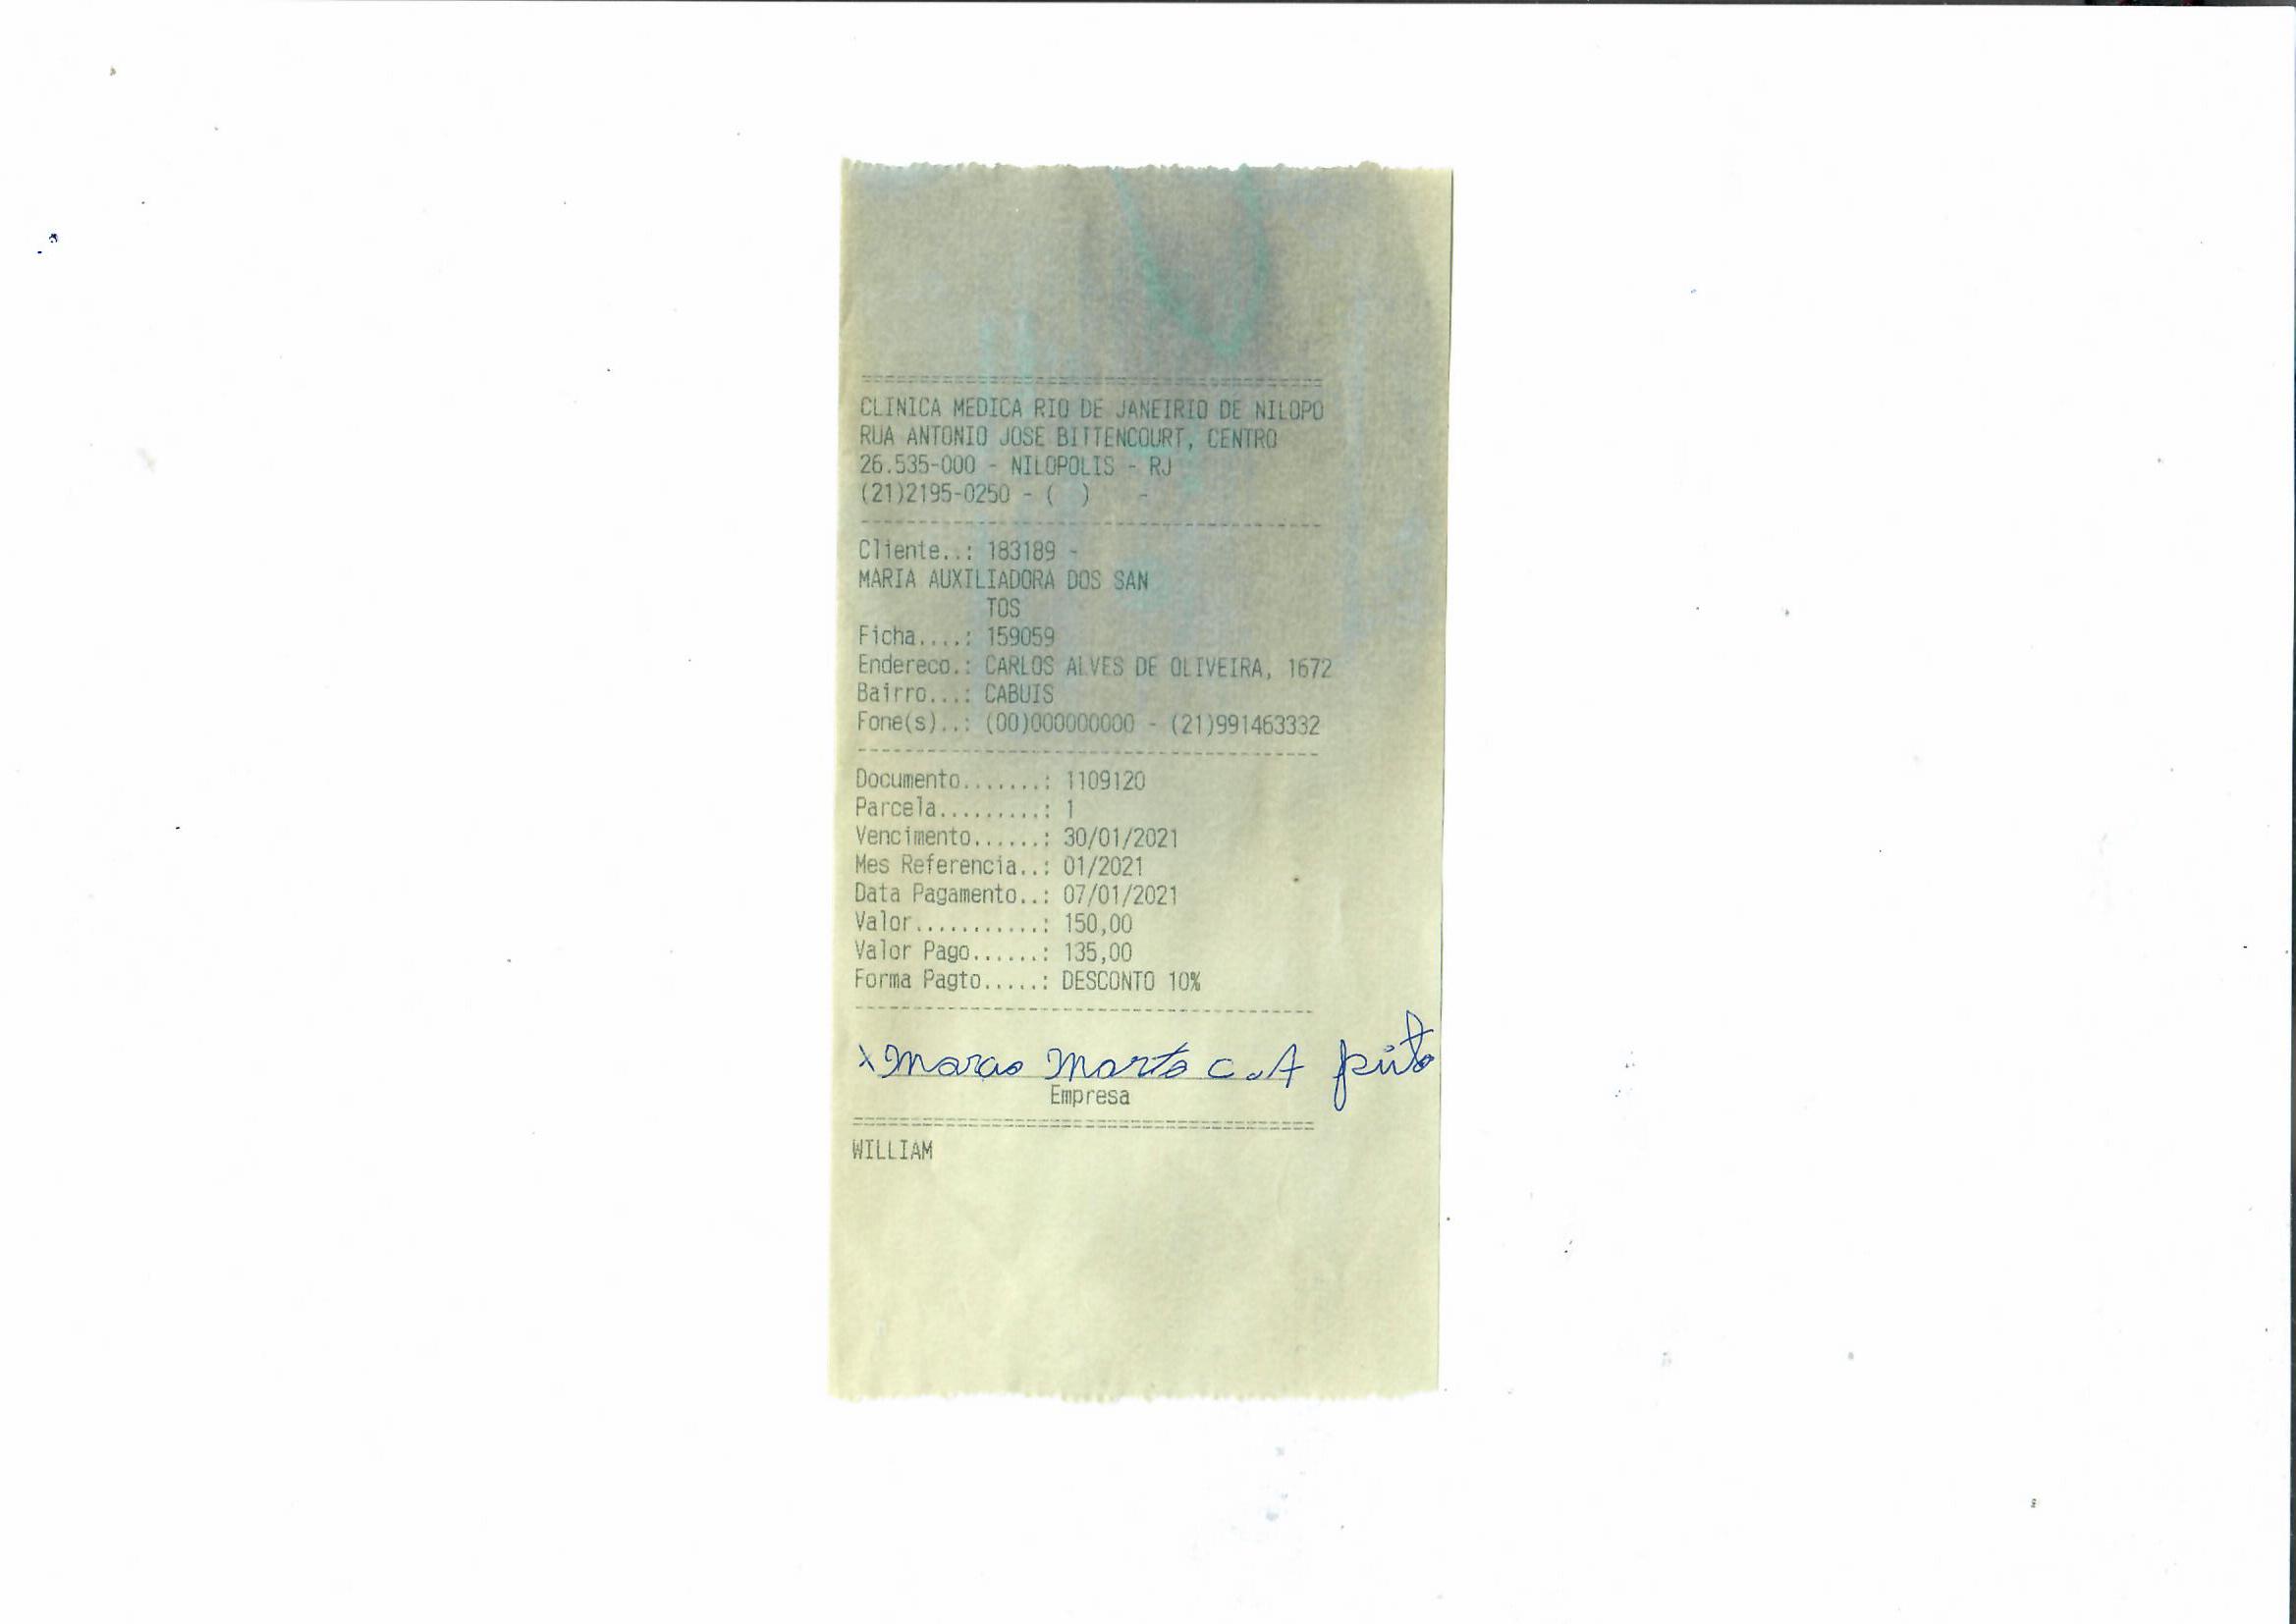 ========================================
CLINICA MEDICA RIO DE JANEIRIO DE NILOPO
RUA ANTONIO JOSE BITTENCOURT, CENTRO
26.535-000 - NILOPOLIS - RJ
(21)2195-0250 - (  )    -
----------------------------------------
Cliente..: 183189 -
MARIA AUXILIADORA DOS SAN
TOS
Ficha....: 159059
Endereco.: CARLOS ALVES DE OLIVEIRA, 1672
Bairro...: CABUIS
Fone(s)..: (00)000000000 - (21)991463332
----------------------------------------
Documento.......: 1109120
Parcela.........: 1
Vencimento......: 30/01/2021
Mes Referencia..: 01/2021
Data Pagamento..: 07/01/2021
Valor...........: 150,00
Valor Pago......: 135,00
Forma Pagto.....: DESCONTO 10%
----------------------------------------
x C.A pinto
Empresa
========================================
WILLIAM